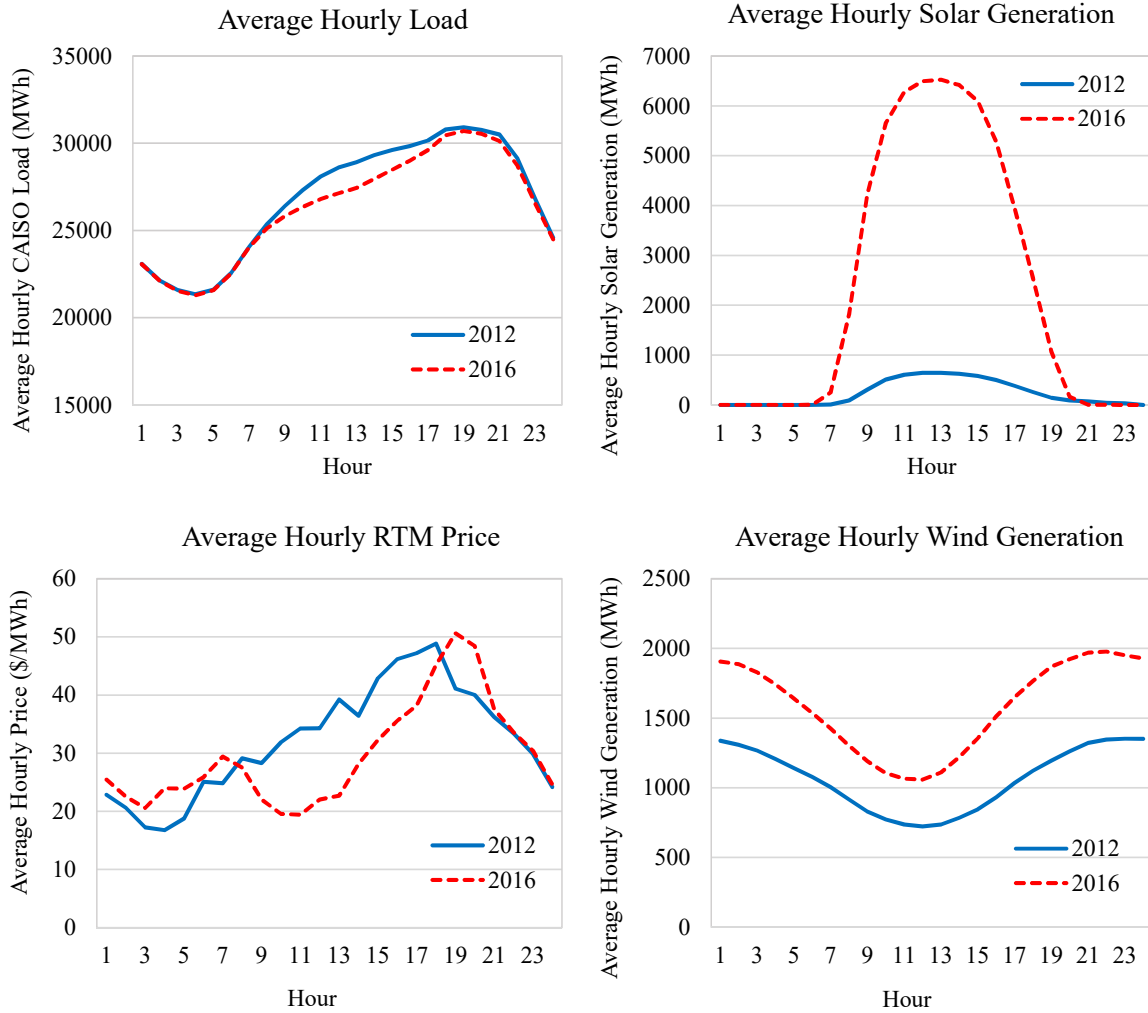 Average Hourly Load
Average Hourly CAISO Load (MWh)
35000
30000
25000
20000
15000
2012
2016
1 3 5 7 9 11 13 15 17 19 21 23
Hour
Average Hourly Solar Generation
Average Hourly Solar Generation (MWh)
7000
6000
5000
4000
3000
2000
1000
0
2012
2016
1 3 5 7 9 11 13 15 17 19 21 23
Hour
Average Hourly RTM Price
Average Hourly Price ($/MWh)
60
50
40
30
20
10
0
2012
2016
1 3 5 7 9 11 13 15 17 19 21 23
Hour
Average Hourly Wind Generation
Average Hourly Wind Generation (MWh)
2500
2000
1500
1000
500
0
2012
2016
1 3 5 7 9 11 13 15 17 19 21 23
Hour